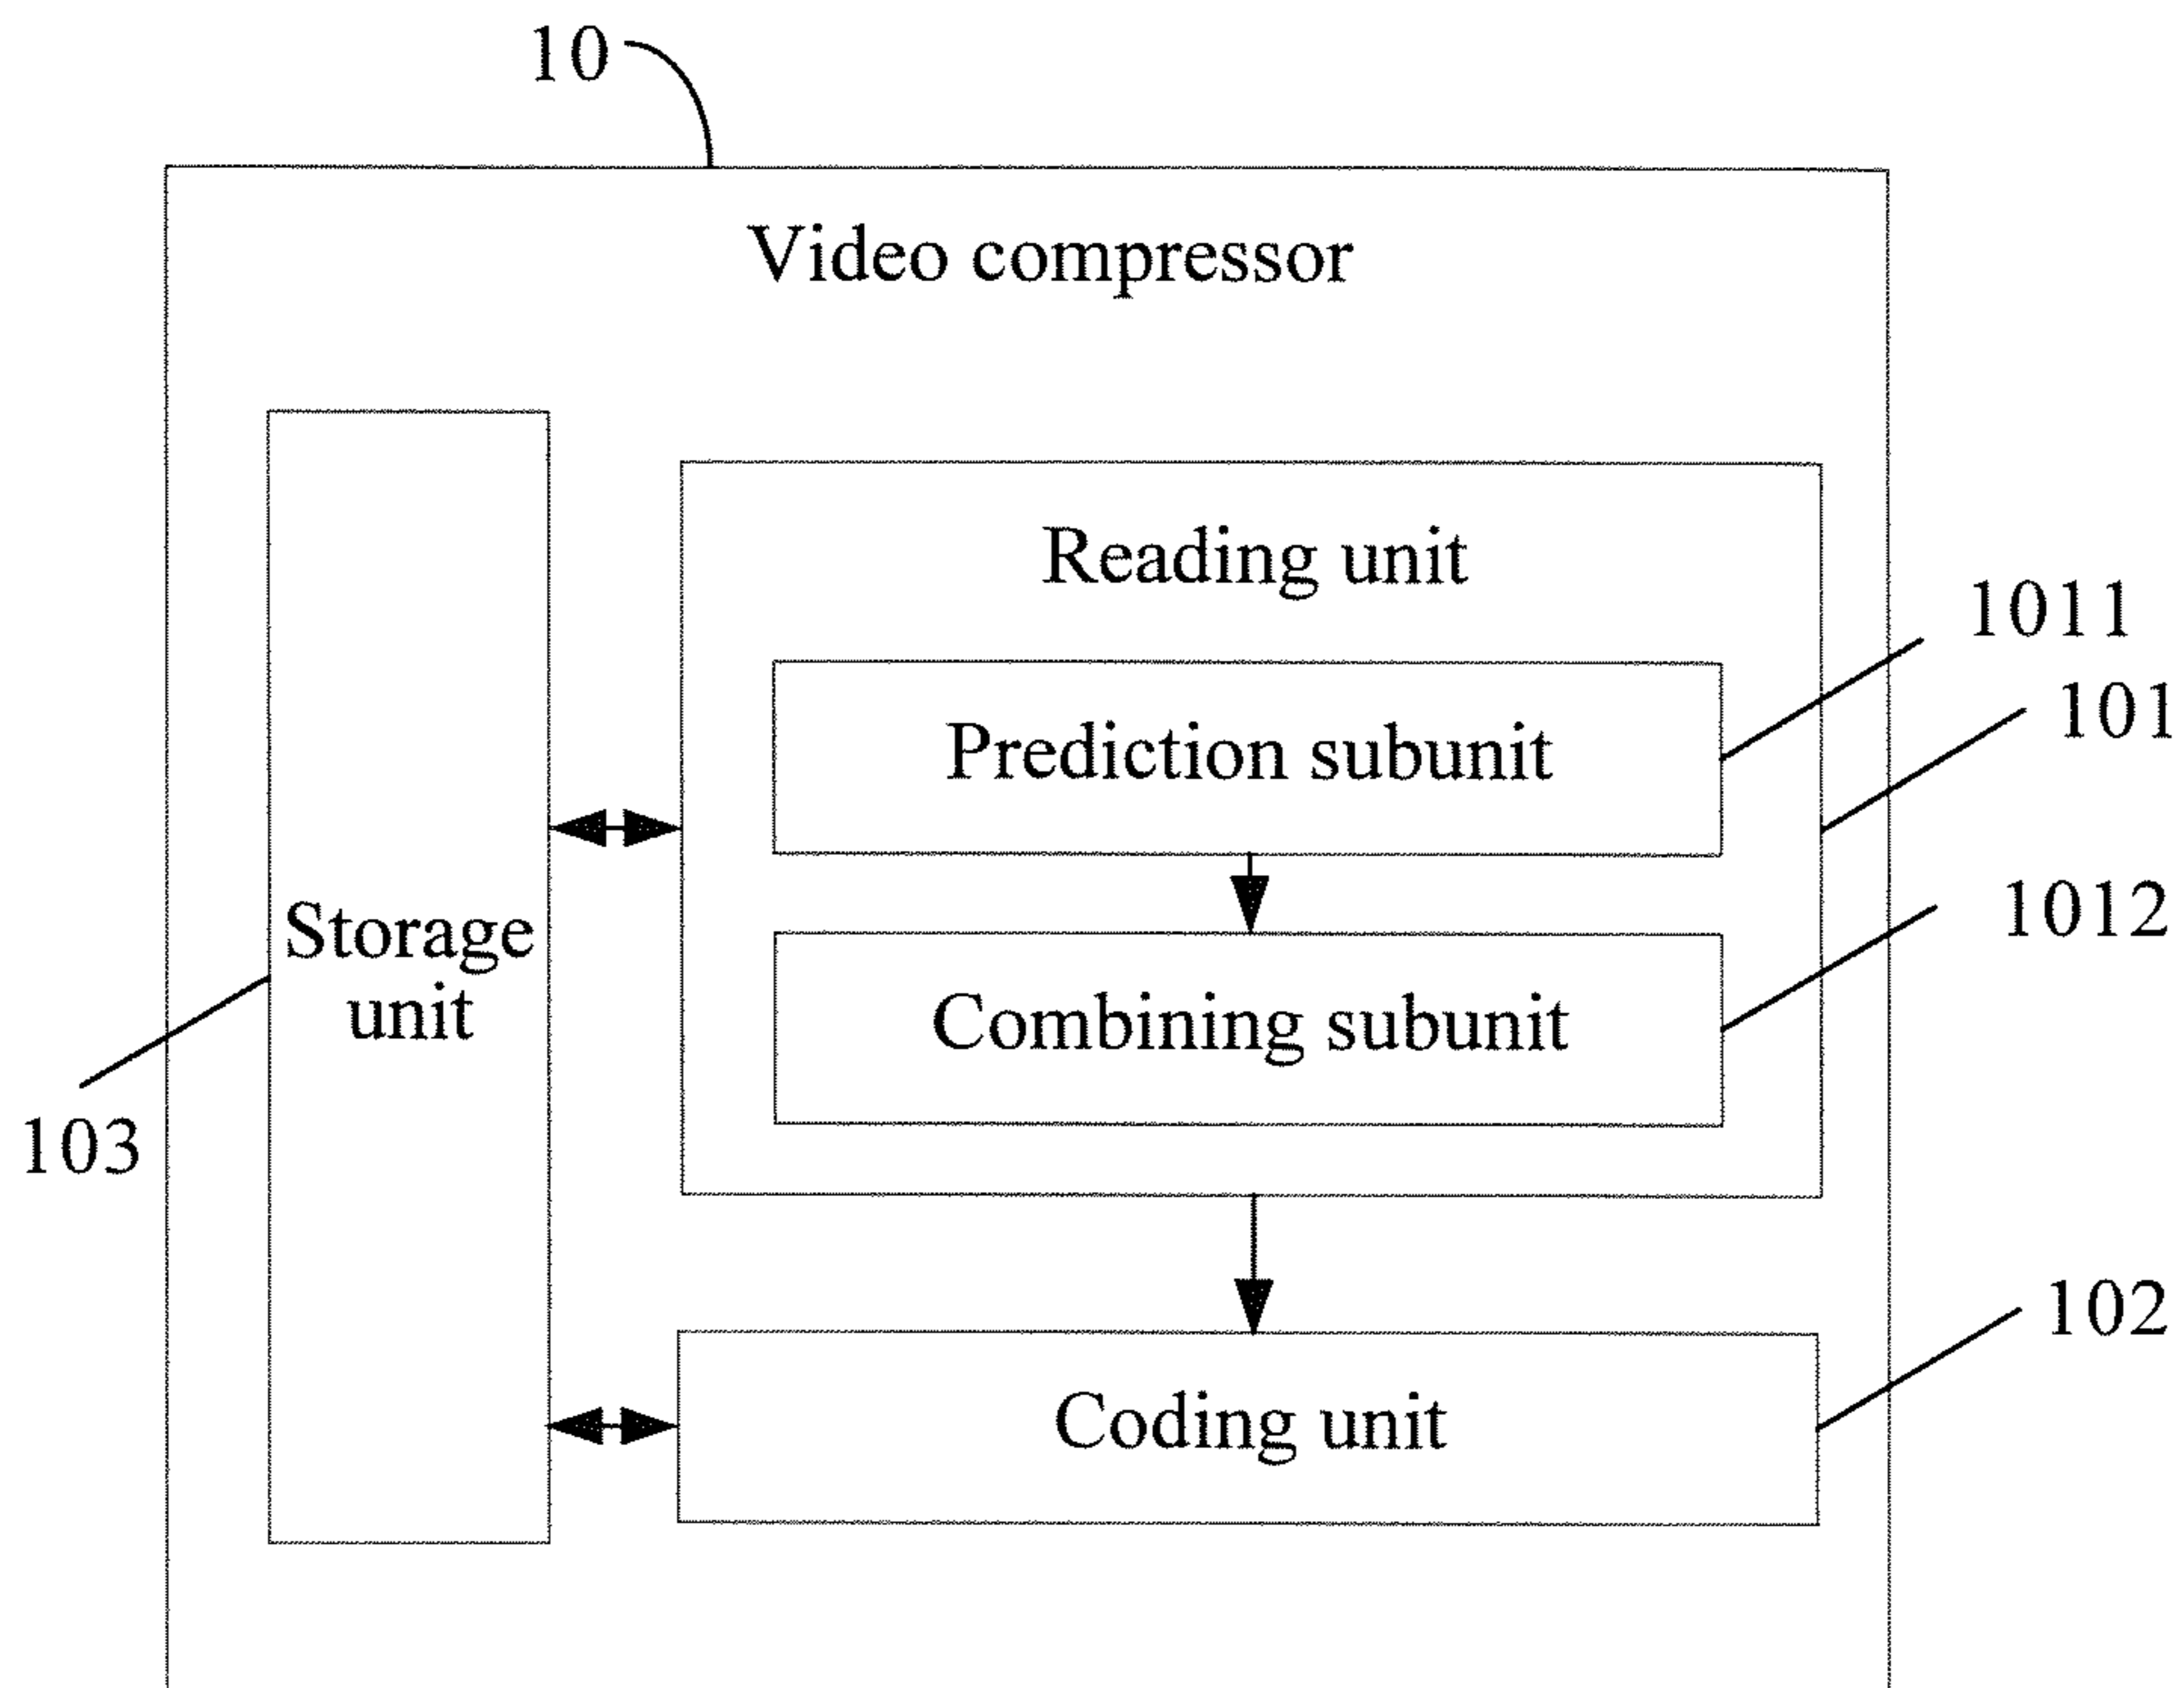 10
Video compressor
Reading unit
1011
Prediction subunit
101
1012
Storage
unit
Combining subunit
103
102
Coding unit